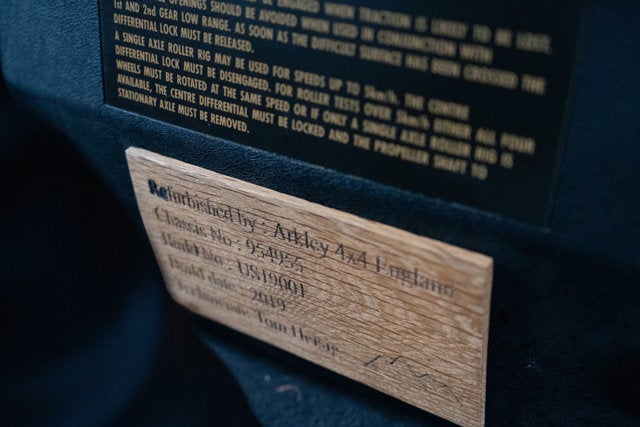 OPENINGS SHOULD BE AVOIDED WHEN TRACTION IS LIKELY TO BE LOST.
1st AND 2nd GEAR LOW RANGE. AS SOON AS THE DIFFICULT SURFACE HAS BEEN CROSSED THE
DIFFERENTIAL LOCK MUST BE RELEASED.
A SINGLE AXLE ROLLER RIG MAY BE USED FOR SPEEDS UP TO 5km/h. THE CENTRE
DIFFERENTIAL LOCK MUST BE DISENGAGED. FOR ROLLER TESTS OVER 5km/h EITHER ALL FOUR
WHEELS MUST BE ROTATED AT THE SAME SPEED OR IF ONLY A SINGLE AXLE ROLLER RIG IS
AVAILABLE, THE CENTRE DIFFERENTIAL MUST BE LOCKED AND THE PROPELLER SHAFT TO
STATIONARY AXLE MUST BE REMOVED.
Refurbished by : Arkley 4x4 England
Chassis No : 954955
Build No : US19001
Build date : 2019
Technician: Tom